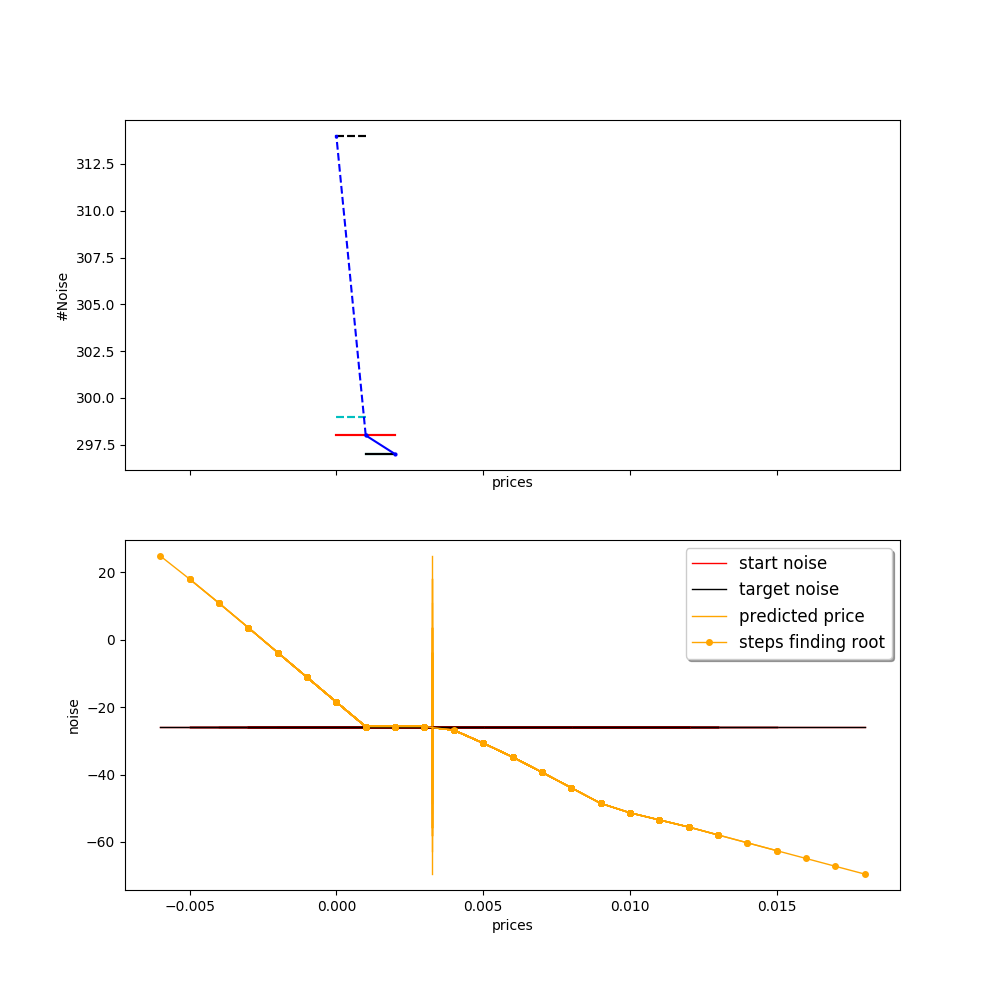 312.5
310.0
307.5
305.0
302.5
300.0
297.5
#Noise
prices
20
0
−20
−40
−60
noise
start noise
target noise
predicted price
steps finding root
−0.005 0.000 0.005 0.010 0.015
prices